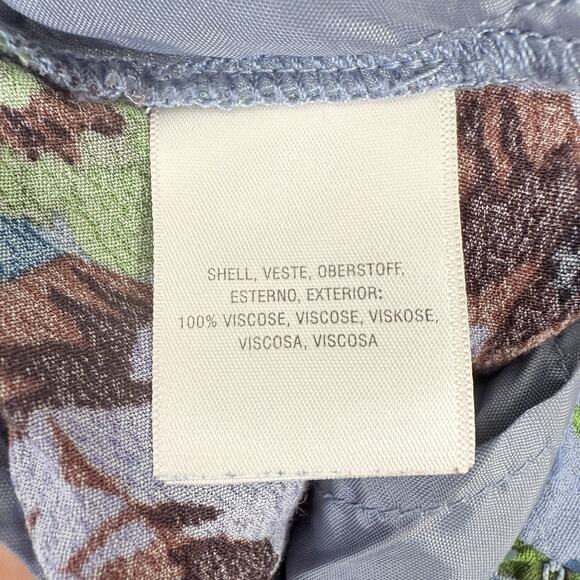 SHELL, VESTE, OBERSTOFF,
ESTERNO, EXTERIOR:
100% VISCOSE, VISCOSE, VISKOSE,
VISCOSA, VISCOSA